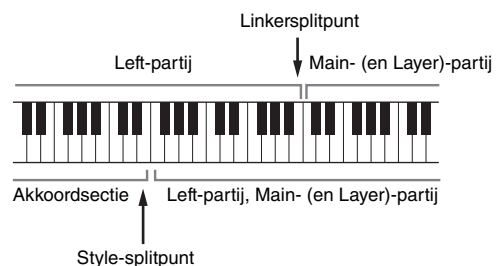 Linkersplitpunt
Left-partij
Main- (en Layer)-partij
Akkoordsectie
Left-partij, Main- (en Layer)-partij
Style-splitpunt